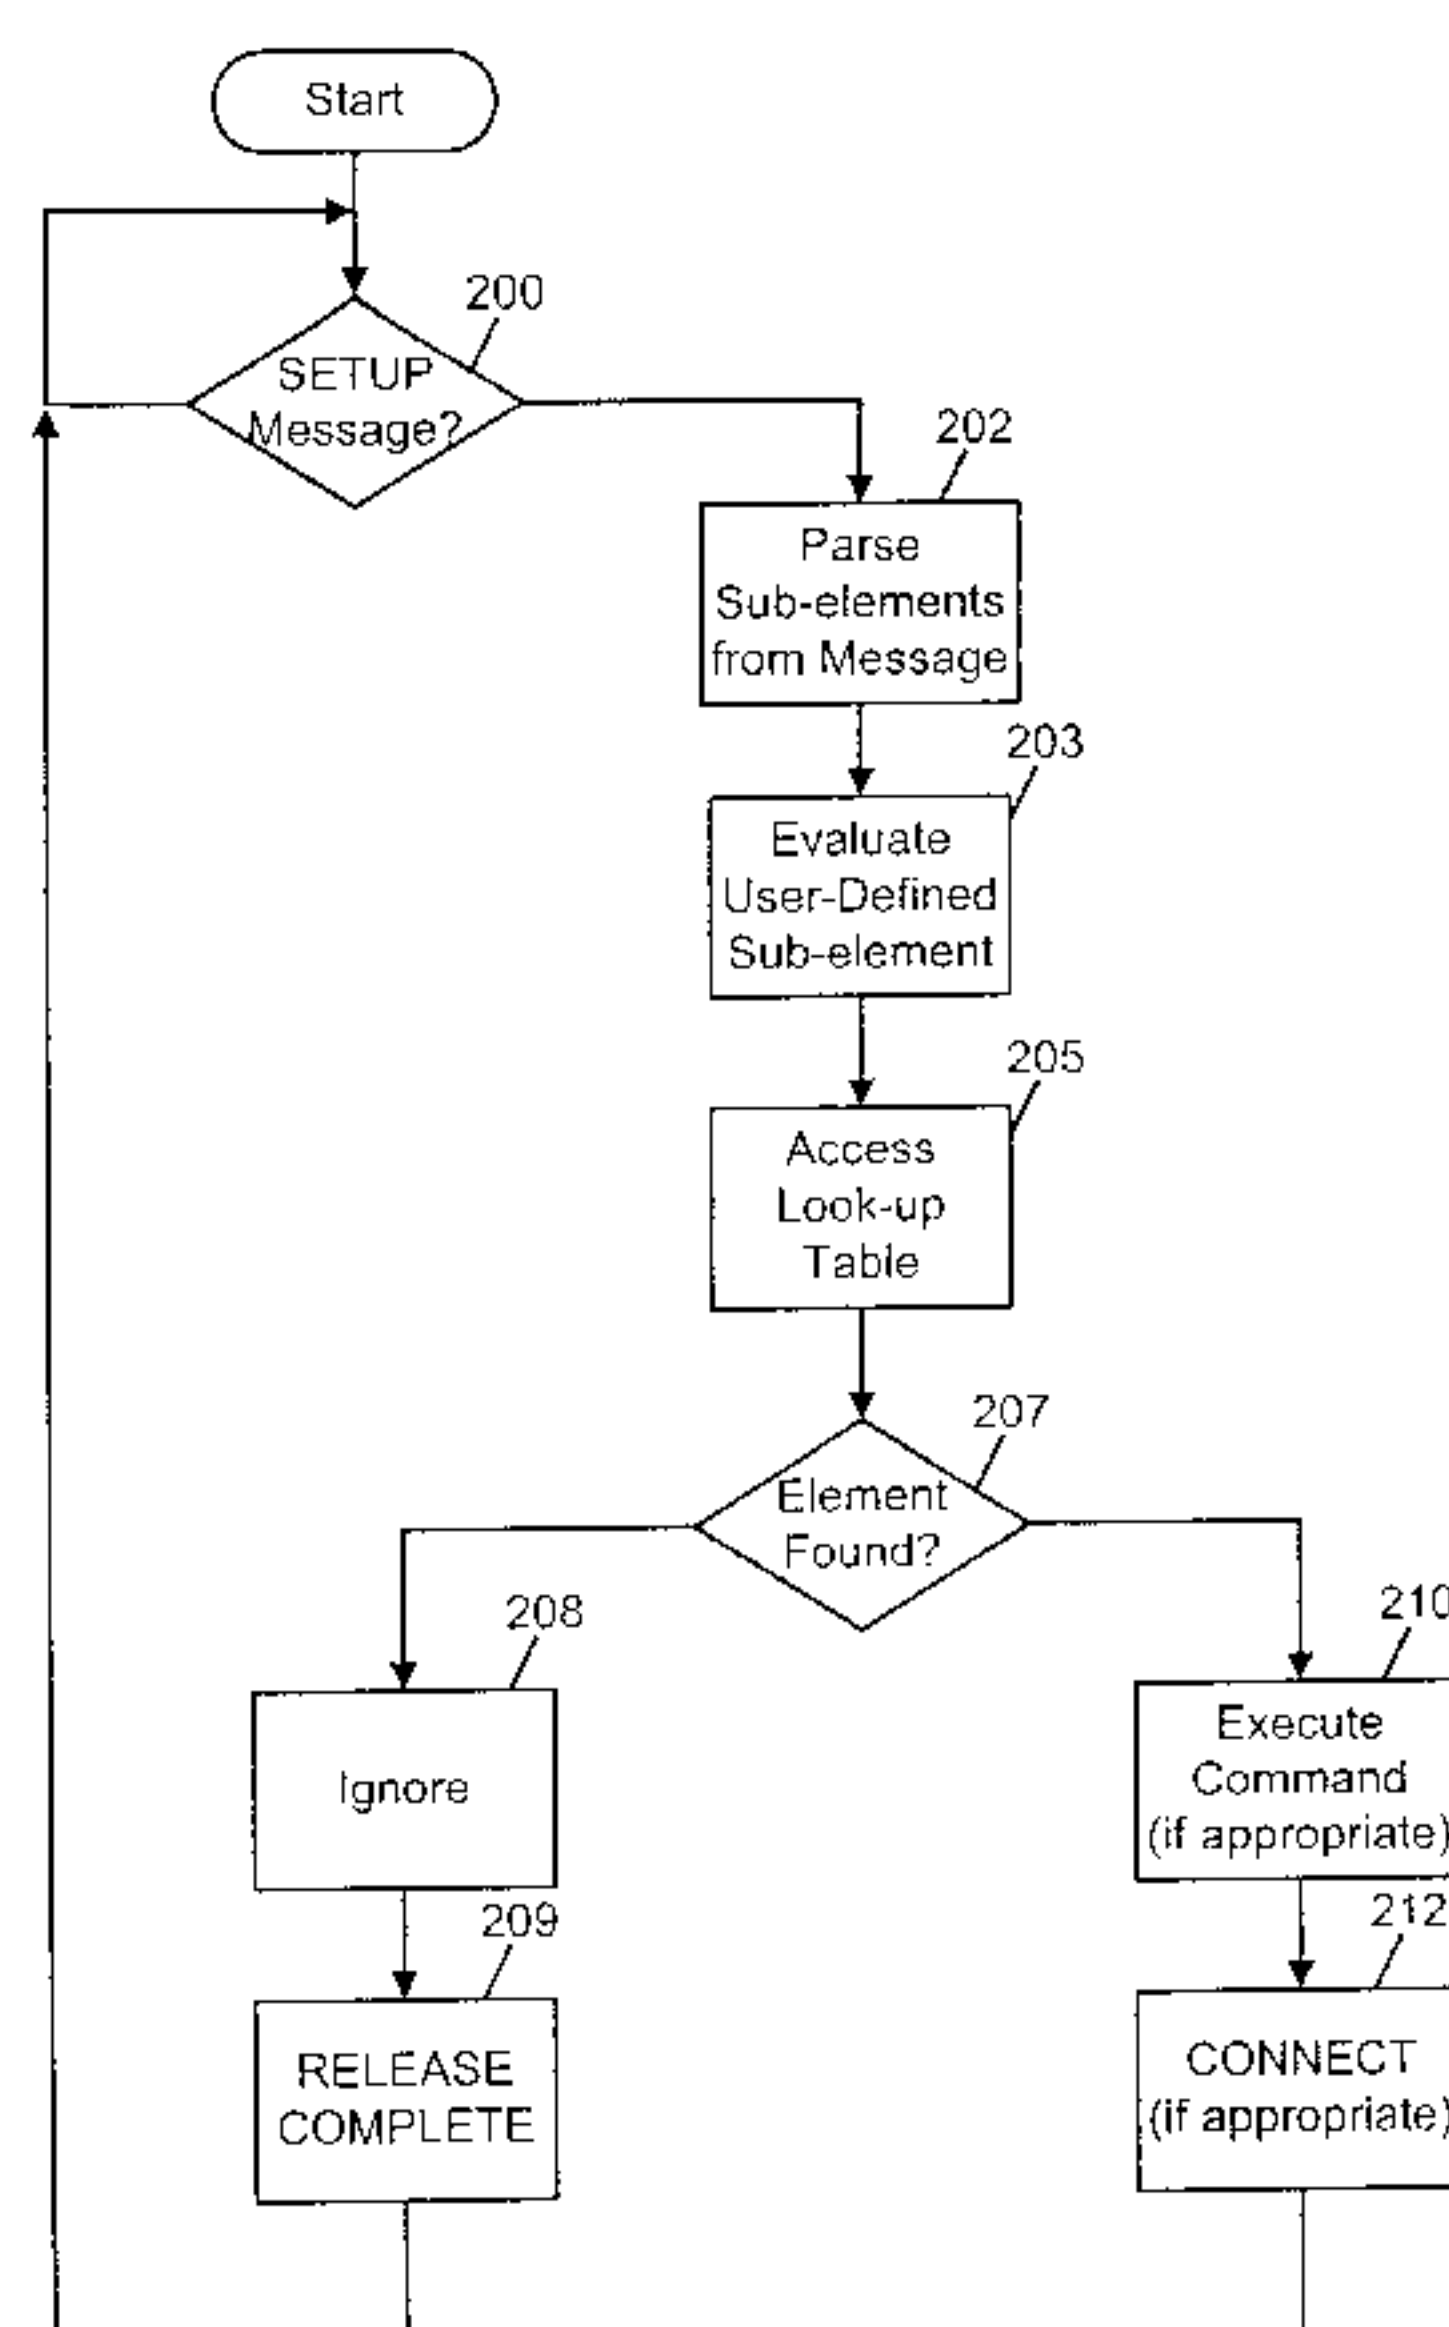 Start
200
SETUP
Message?
202
Parse
Sub-elements
from Message
203
Evaluate
User-Defined
Sub-element
205
Access
Look-up
Table
207
Element
Found?
208
Ignore
210
Execute
Command
(if appropriate)
209
RELEASE
COMPLETE
212
CONNECT
(if appropriate)